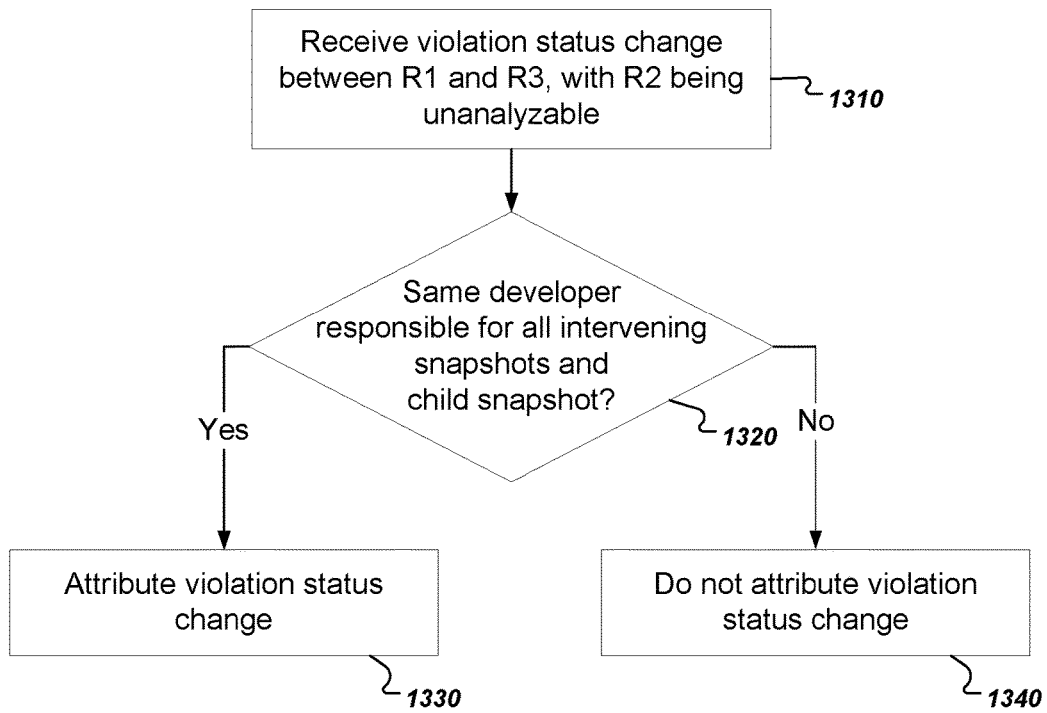 Receive violation status change
between R1 and R3, with R2 being
unanalyzable
1310
Same developer
responsible for all intervening
snapshots and
child snapshot?
1320
Yes
No
Attribute violation status
change
1330
Do not attribute violation
status change
1340